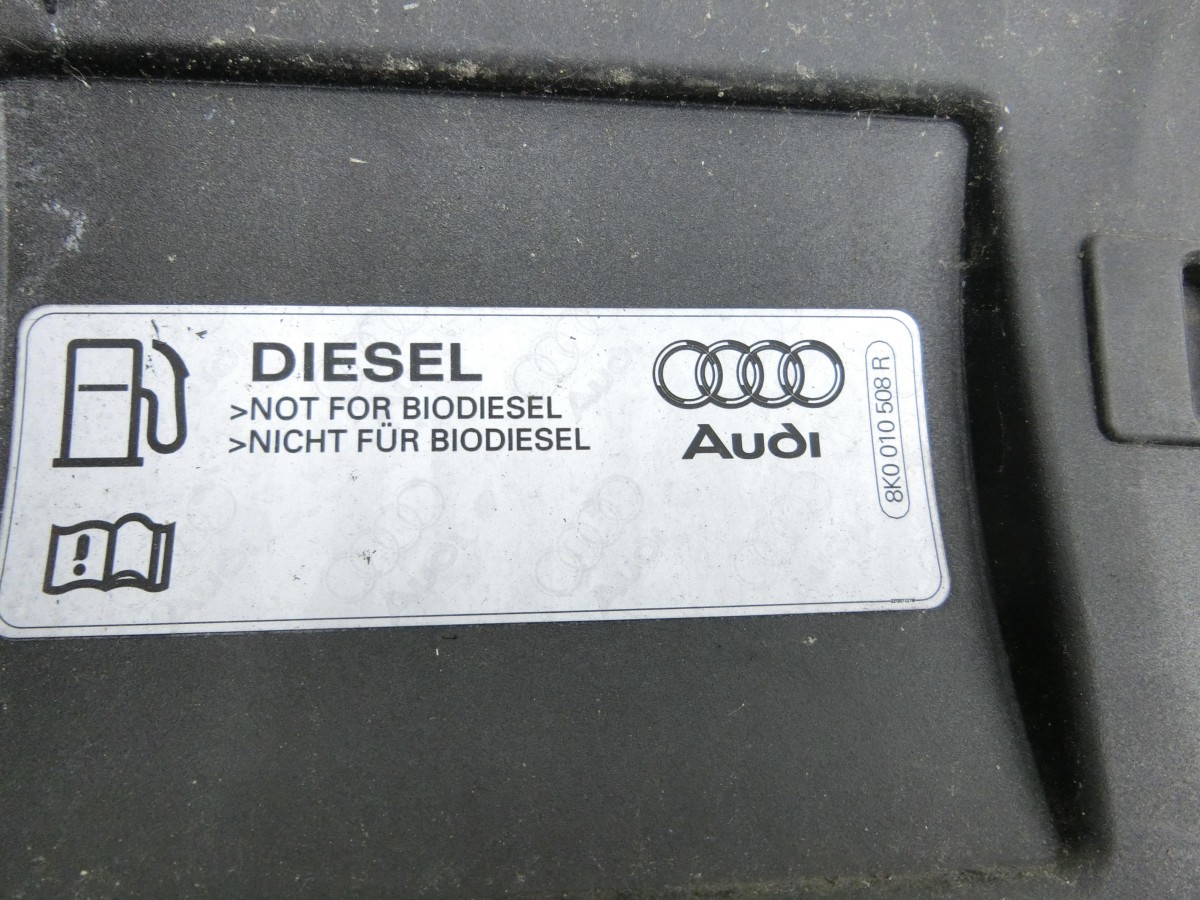 DIESEL
>NOT FOR BIODIESEL
>NICHT FÜR BIODIESEL
Audi
8K0 010 508 R